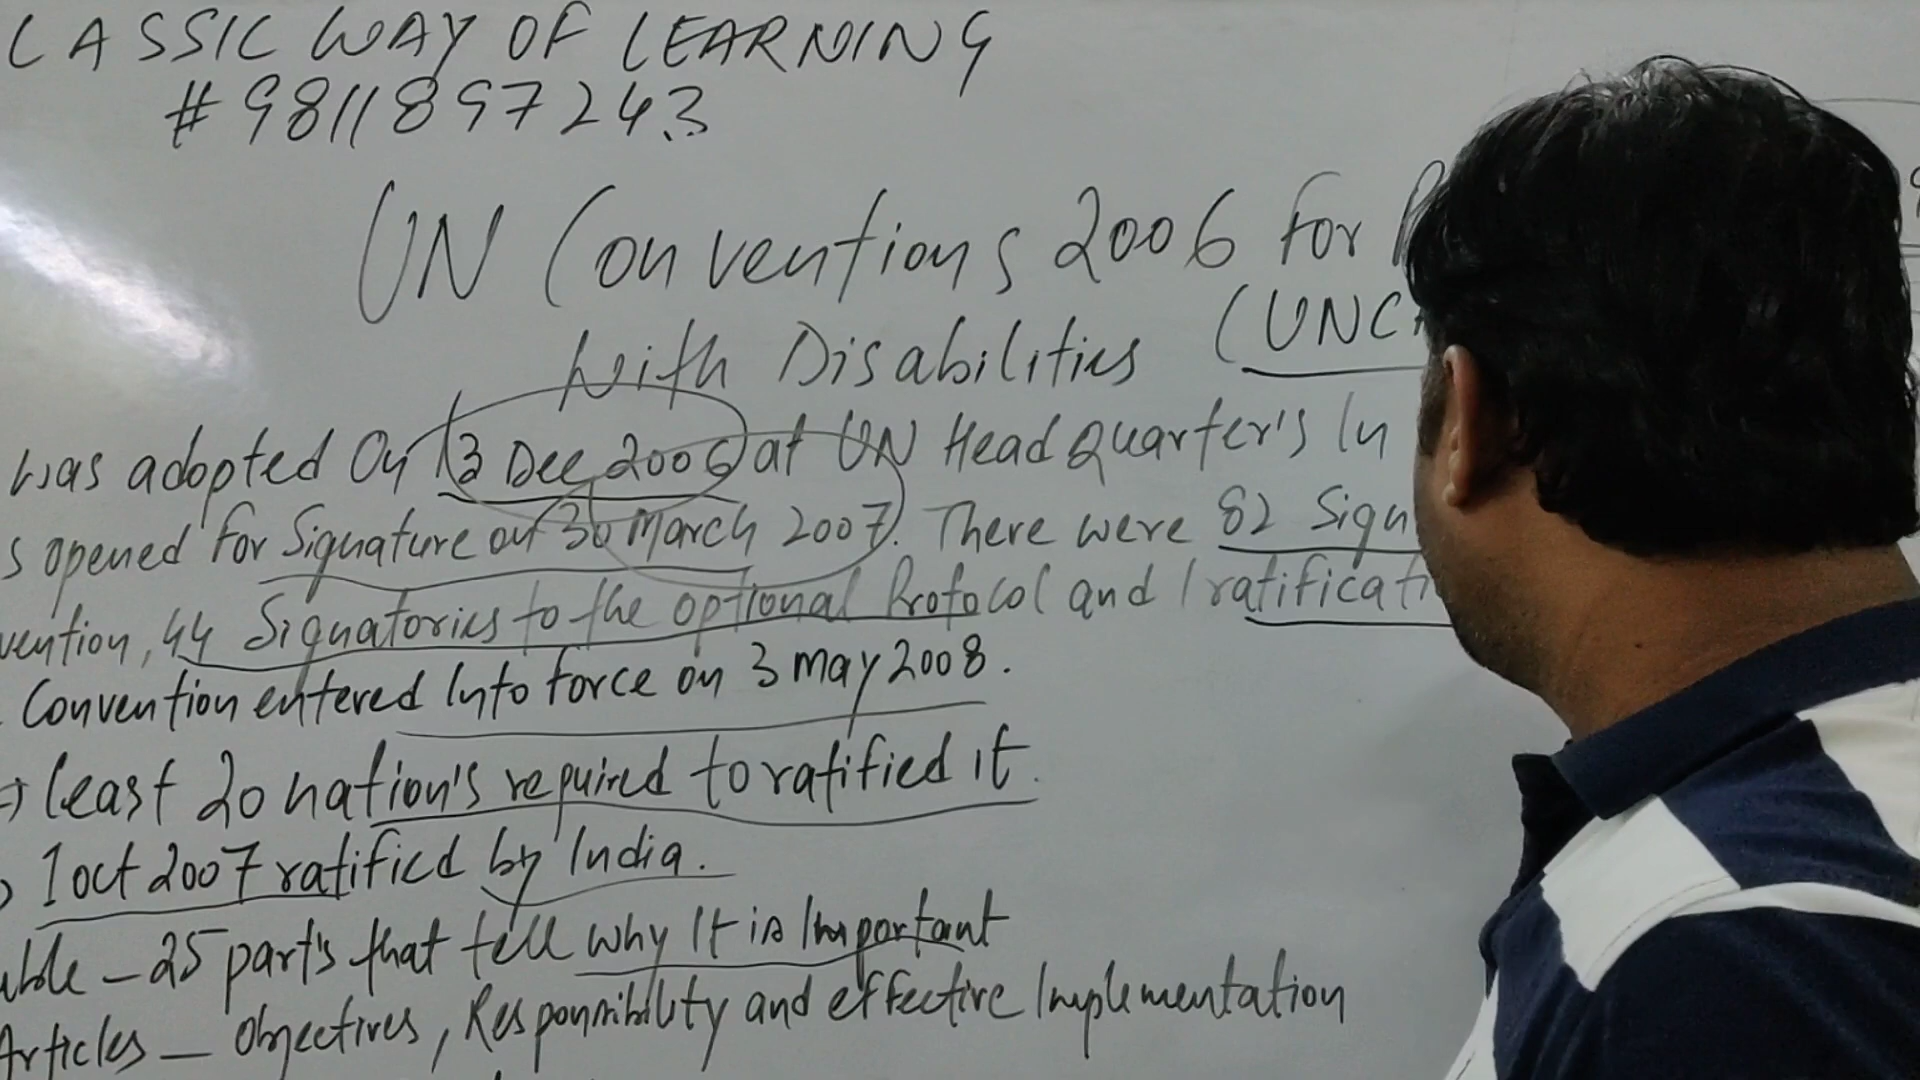 CLASSIC WAY OF LEARNING
#9811897243
UN Conventions 2006 For
With Disabilities (UNC
was adopted On 13 Dec 2006 at UN Head Quarter's In
s opened for Signature on 30 March 2007. There were 82 Sign
vention, 44 Signatories to the optional Protocol and 1 ratificati
Convention entered Into force on 3 may 2008.
least 20 nation's required to ratified it.
1 oct 2007 ratified by India.
able - 25 parts that tell why It is Important
Articles - Objectives, Responsibility and effective Implementation